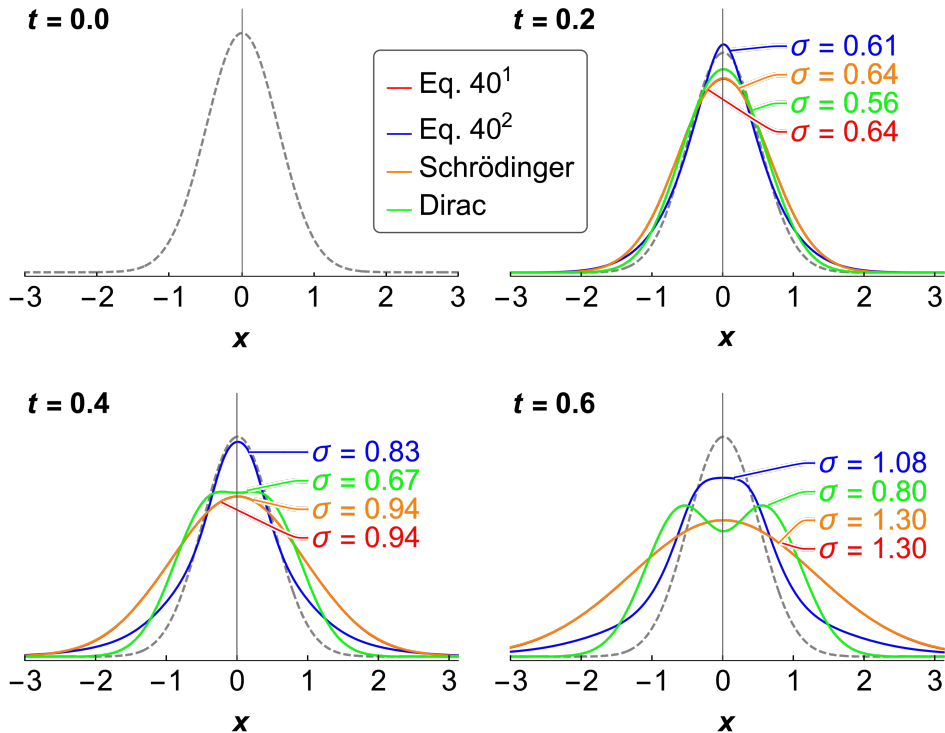 t = 0.0
Eq. 40¹
Eq. 40²
Schrödinger
Dirac
−3 −2 −1 0 1 2 3
x
t = 0.2
σ = 0.61
σ = 0.64
σ = 0.56
σ = 0.64
−3 −2 −1 0 1 2 3
x
t = 0.4
σ = 0.83
σ = 0.67
σ = 0.94
σ = 0.94
−3 −2 −1 0 1 2 3
x
t = 0.6
σ = 1.08
σ = 0.80
σ = 1.30
σ = 1.30
−3 −2 −1 0 1 2 3
x